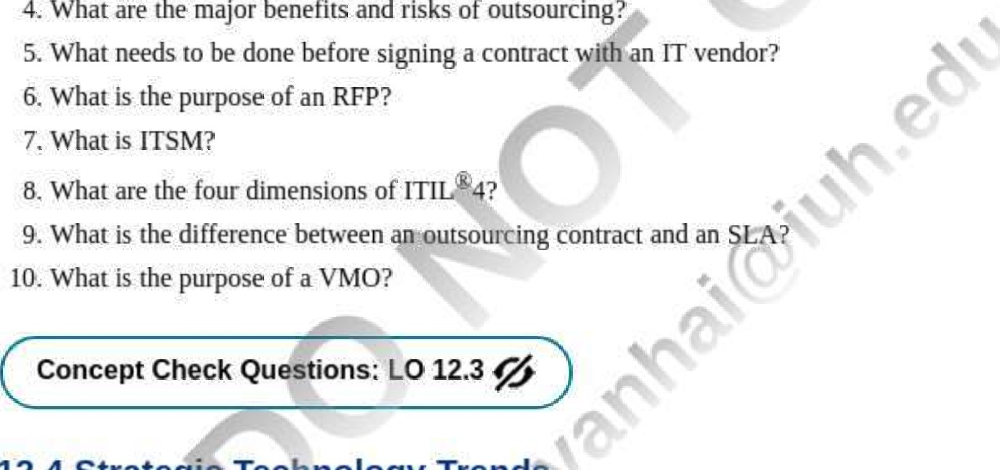 4. What are the major benefits and risks of outsourcing?
5. What needs to be done before signing a contract with an IT vendor?
6. What is the purpose of an RFP?
7. What is ITSM?
8. What are the four dimensions of ITIL®4?
9. What is the difference between an outsourcing contract and an SLA?
10. What is the purpose of a VMO?
Concept Check Questions: LO 12.3
12.4 Strategic Technology Trends
DO NOT
vanhai@iuh.edu